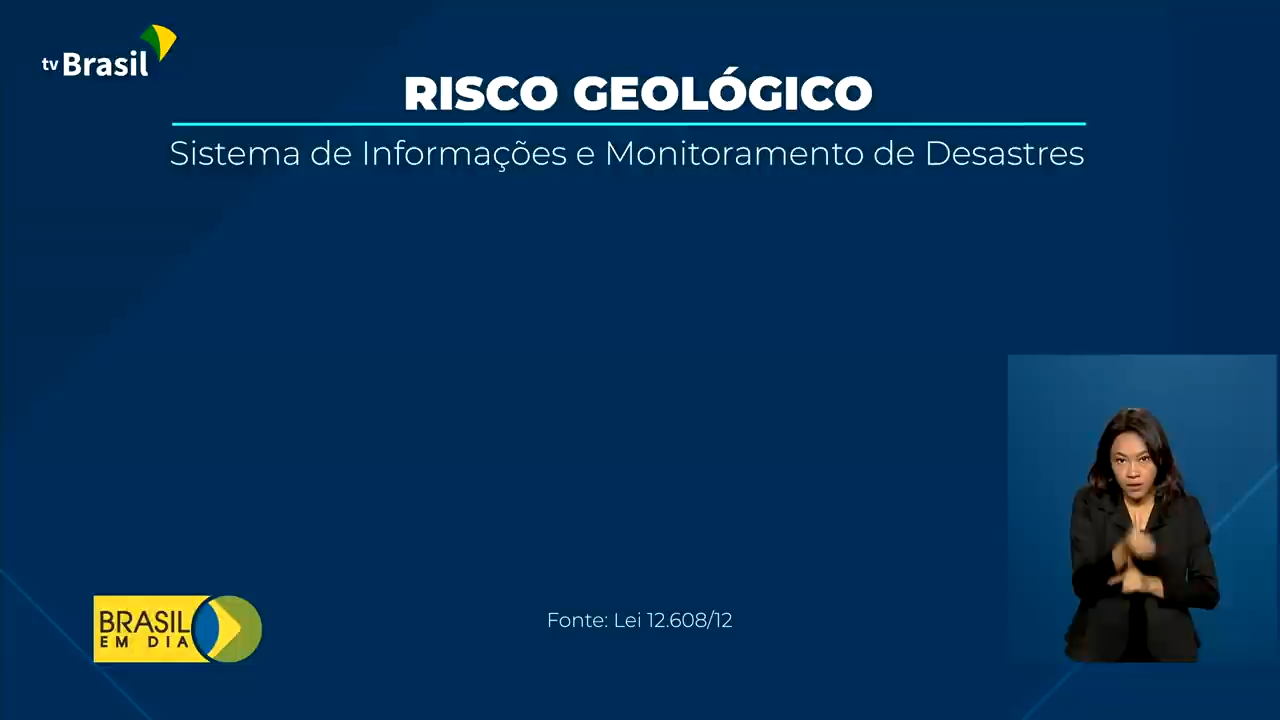 tv Brasil
RISCO GEOLÓGICO
Sistema de Informações e Monitoramento de Desastres
BRASIL
EM DIA
Fonte: Lei 12.608/12